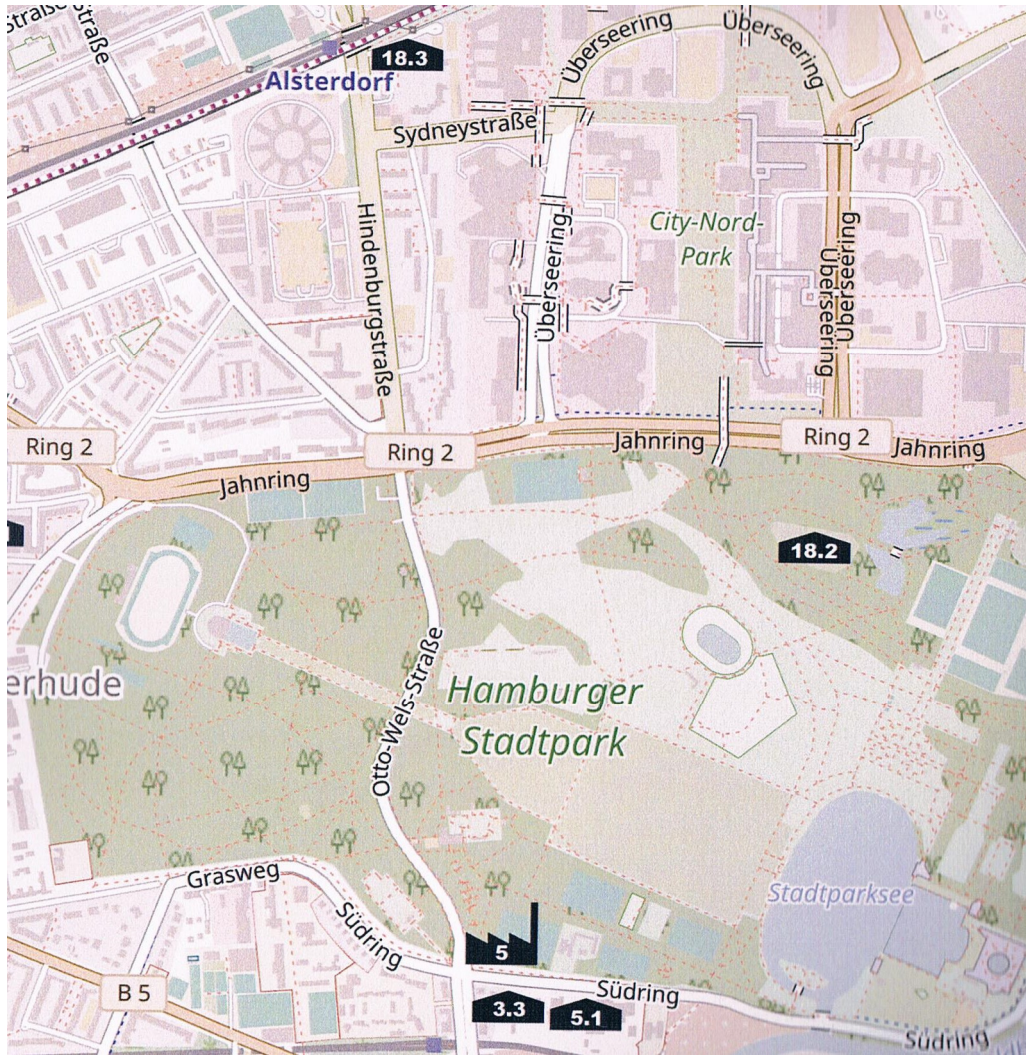 Straße
Straße
Alsterdorf
18.3
Überseering
Überseering
Sydneystraße
Hindenburgstraße
Überseering
City-Nord-
Park
Überseering
Überseering
Ring 2
Ring 2
Jahnring
Ring 2
Jahnring
Jahnring
18.2
erhude
Otto-Wels-Straße
Hamburger
Stadtpark
Grasweg
Stadtparksee
Südring
5
B 5
3.3
5.1
Südring
Südring